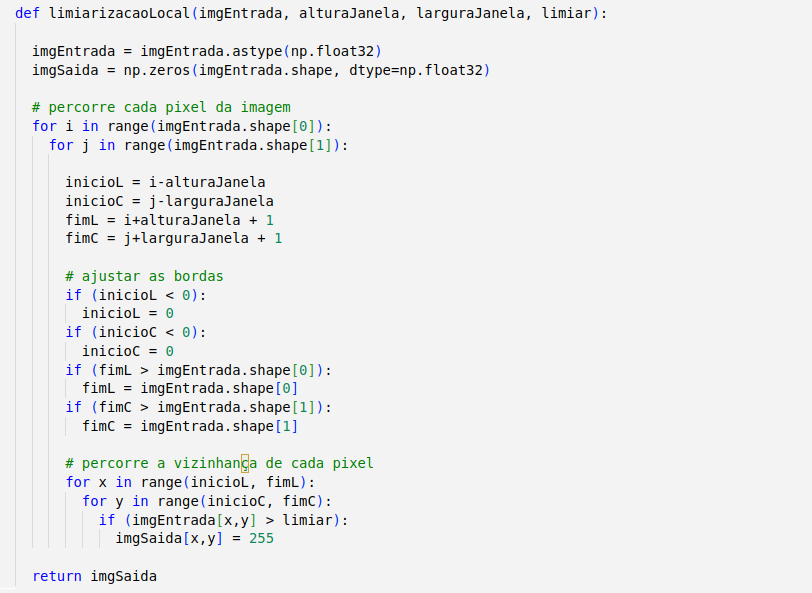 def limiarizacaoLocal(imgEntrada, alturaJanela, larguraJanela, limiar):
imgEntrada = imgEntrada.astype(np.float32)
imgSaida = np.zeros(imgEntrada.shape, dtype=np.float32)
# percorre cada pixel da imagem
for i in range(imgEntrada.shape[0]):
for j in range(imgEntrada.shape[1]):
inicioL = i-alturaJanela
inicioC = j-larguraJanela
fimL = i+alturaJanela + 1
fimC = j+larguraJanela + 1
# ajustar as bordas
if (inicioL < 0):
inicioL = 0
if (inicioC < 0):
inicioC = 0
if (fimL > imgEntrada.shape[0]):
fimL = imgEntrada.shape[0]
if (fimC > imgEntrada.shape[1]):
fimC = imgEntrada.shape[1]
# percorre a vizinhança de cada pixel
for x in range(inicioL, fimL):
for y in range(inicioC, fimC):
if (imgEntrada[x,y] > limiar):
imgSaida[x,y] = 255
return imgSaida